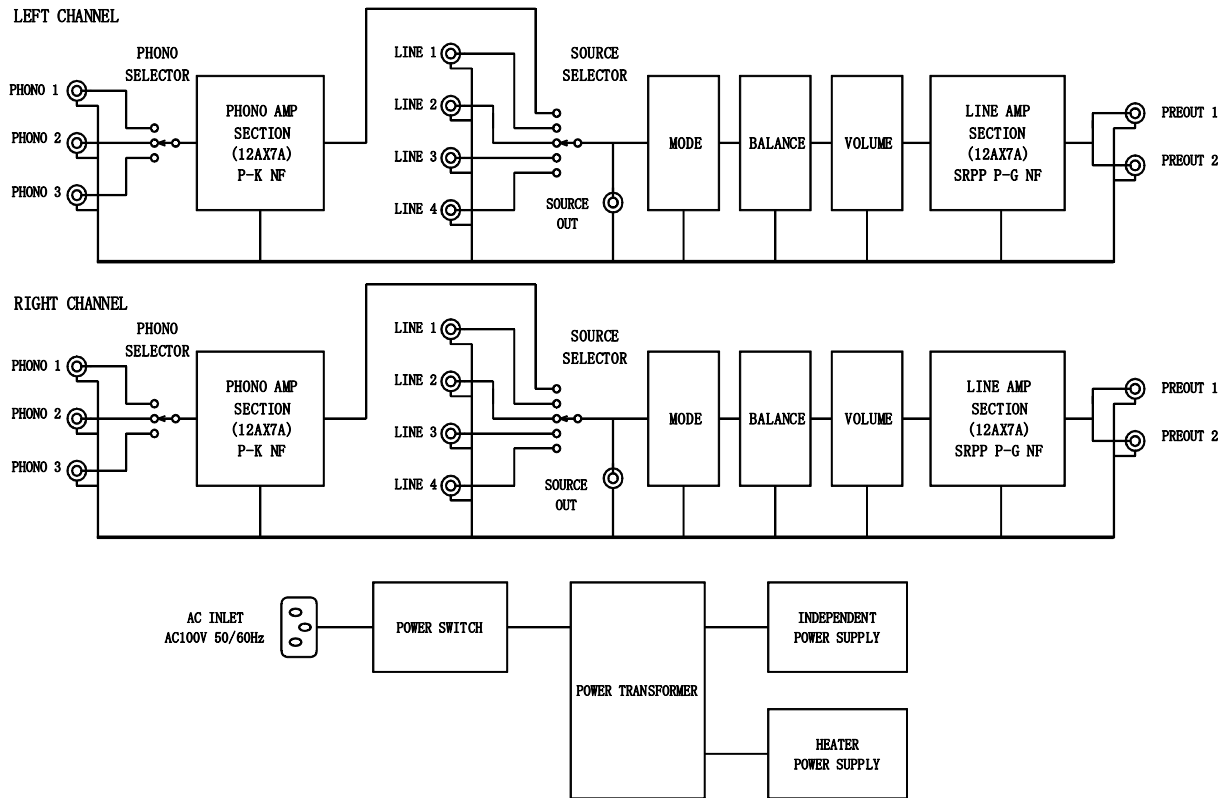 LEFT CHANNEL
PHONO
SELECTOR
PHONO 1
PHONO 2
PHONO 3
PHONO AMP
SECTION
(12AX7A)
P-K NF
LINE 1
LINE 2
LINE 3
LINE 4
SOURCE
SELECTOR
SOURCE
OUT
MODE
BALANCE
VOLUME
LINE AMP
SECTION
(12AX7A)
SRPP P-G NF
PREOUT 1
PREOUT 2
RIGHT CHANNEL
PHONO
SELECTOR
PHONO 1
PHONO 2
PHONO 3
PHONO AMP
SECTION
(12AX7A)
P-K NF
LINE 1
LINE 2
LINE 3
LINE 4
SOURCE
SELECTOR
SOURCE
OUT
MODE
BALANCE
VOLUME
LINE AMP
SECTION
(12AX7A)
SRPP P-G NF
PREOUT 1
PREOUT 2
AC INLET
AC100V 50/60Hz
POWER SWITCH
POWER TRANSFORMER
INDEPENDENT
POWER SUPPLY
HEATER
POWER SUPPLY